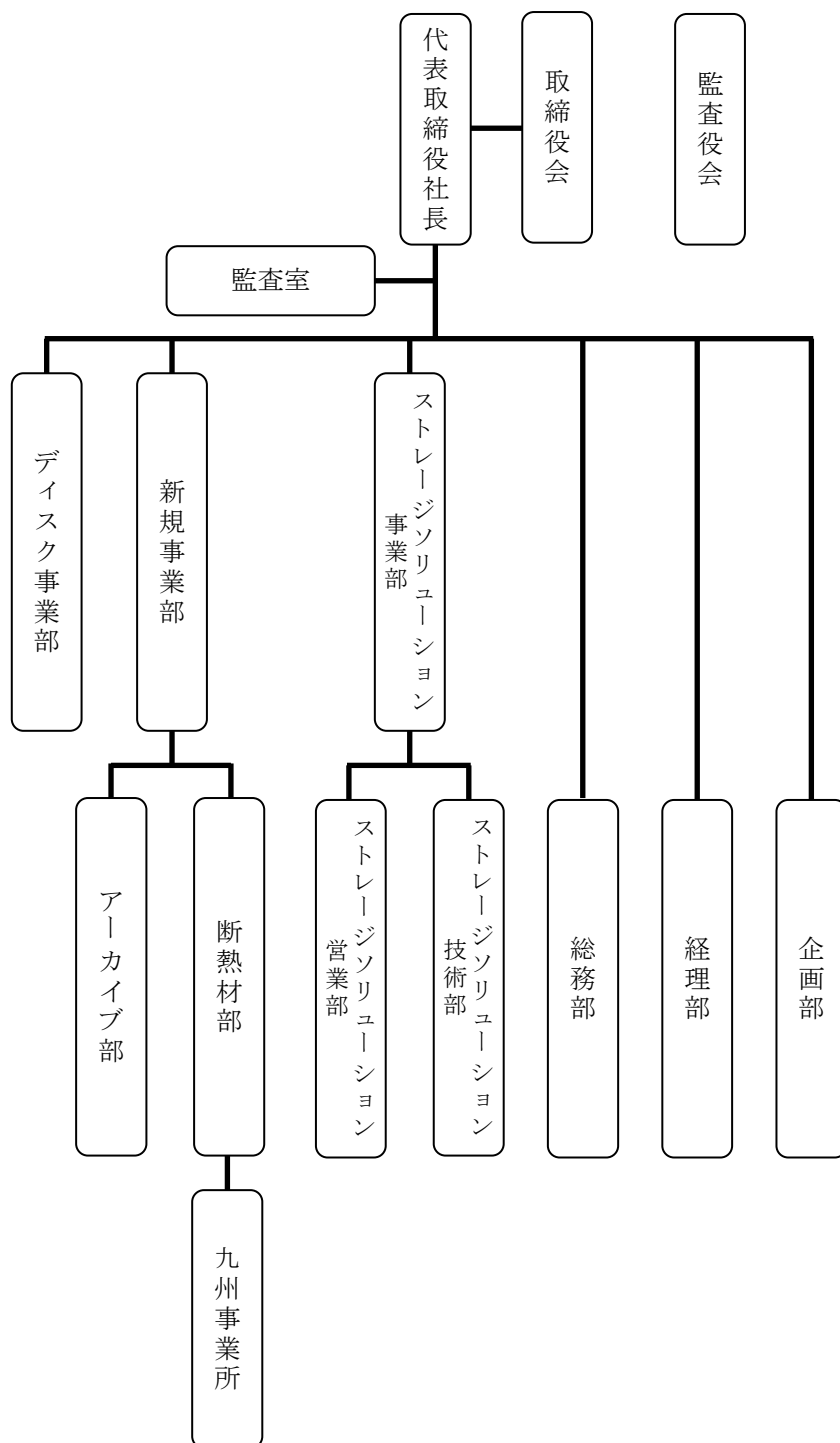 代表取締役社長
取締役会
監査役会
監査室
ディスク事業部
新規事業部
ストレージソリューション
事業部
アーカイブ部
断熱材部
ストレージソリューション
営業部
ストレージソリューション
技術部
総務部
経理部
企画部
九州事業所